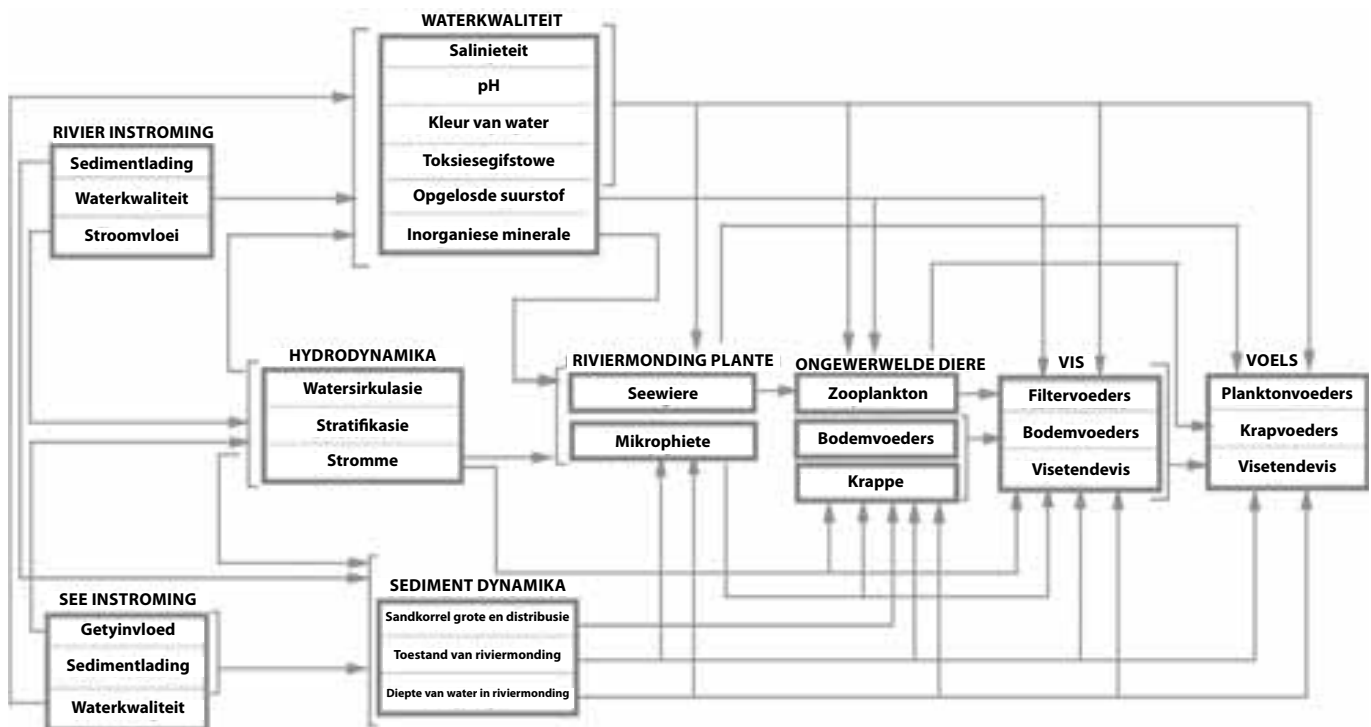 WATERKWALITEIT
Salinieteit
pH
Kleur van water
Toksiesegifstowe
Opgelosde suurstof
Inorganiese minerale
RIVIER INSTROMING
Sedimentlading
Waterkwaliteit
Stroomvloei
HYDRODYNAMIKA
Watersirkulasie
Stratifikasie
Stromme
RIVIERMONDING PLANTE
Seewiere
Mikrophiete
ONGEWERWELDE DIERE
Zooplankton
Bodemvoeders
Krappe
VIS
Filtervoeders
Bodemvoeders
Visetendevis
VOELS
Planktonvoeders
Krapvoeders
Visetendevis
SEE INSTROMING
Getyinvloed
Sedimentlading
Waterkwaliteit
SEDIMENT DYNAMIKA
Sandkorrel grote en distribusie
Toestand van riviermonding
Diepte van water in riviermonding